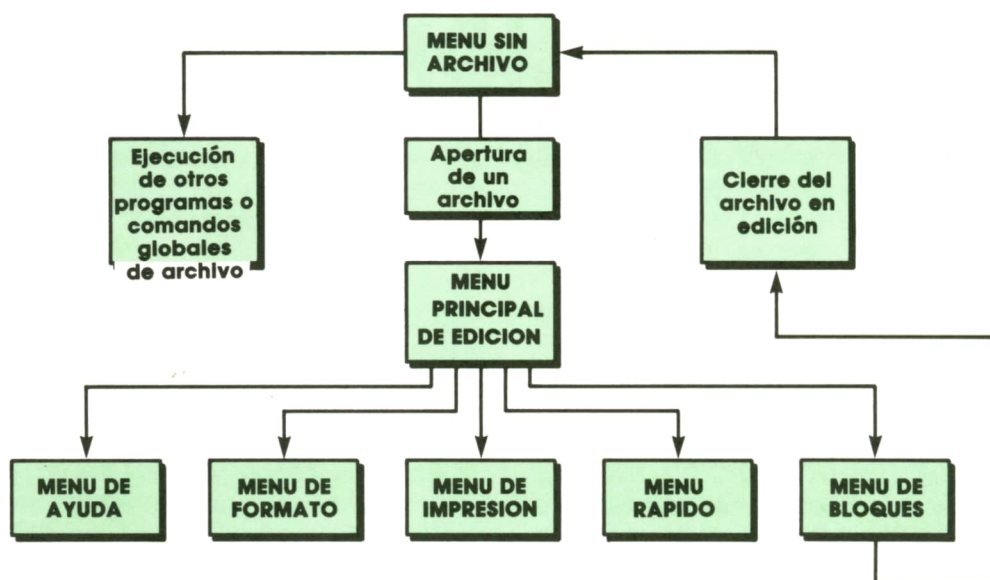 MENU SIN
ARCHIVO
Ejecución
de otros
programas o
comandos
globales
de archivo
Apertura
de un
archivo
Cierre del
archivo en
edición
MENU
PRINCIPAL
DE EDICION
MENU DE
AYUDA
MENU DE
FORMATO
MENU DE
IMPRESION
MENU
RAPIDO
MENU DE
BLOQUES